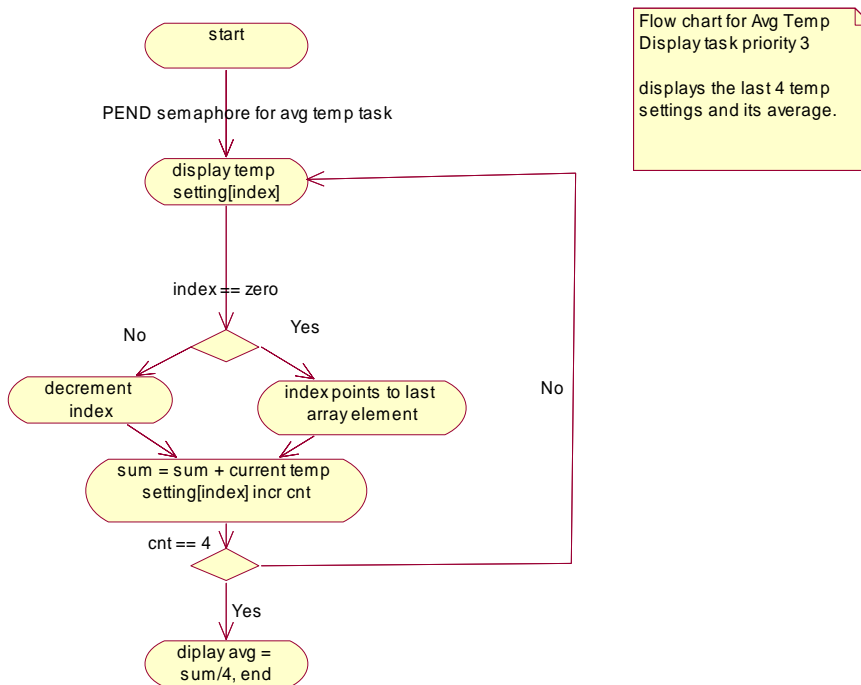 start
Flow chart for Avg Temp
Display task priority 3
displays the last 4 temp
settings and its average.
PEND semaphore for avg temp task
display temp
setting[index]
index == zero
No
Yes
decrement
index
index points to last
array element
No
sum = sum + current temp
setting[index] incr cnt
cnt == 4
Yes
diplay avg =
sum/4, end